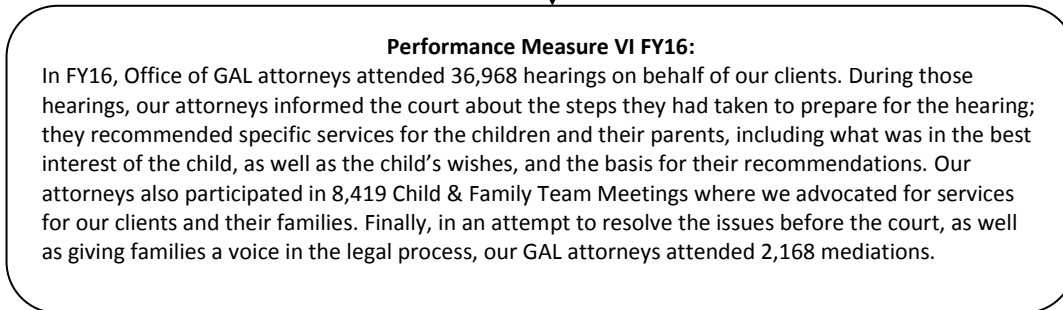 Performance Measure VI FY16:
In FY16, Office of GAL attorneys attended 36,968 hearings on behalf of our clients. During those
hearings, our attorneys informed the court about the steps they had taken to prepare for the hearing;
they recommended specific services for the children and their parents, including what was in the best
interest of the child, as well as the child’s wishes, and the basis for their recommendations. Our
attorneys also participated in 8,419 Child & Family Team Meetings where we advocated for services
for our clients and their families. Finally, in an attempt to resolve the issues before the court, as well
as giving families a voice in the legal process, our GAL attorneys attended 2,168 mediations.